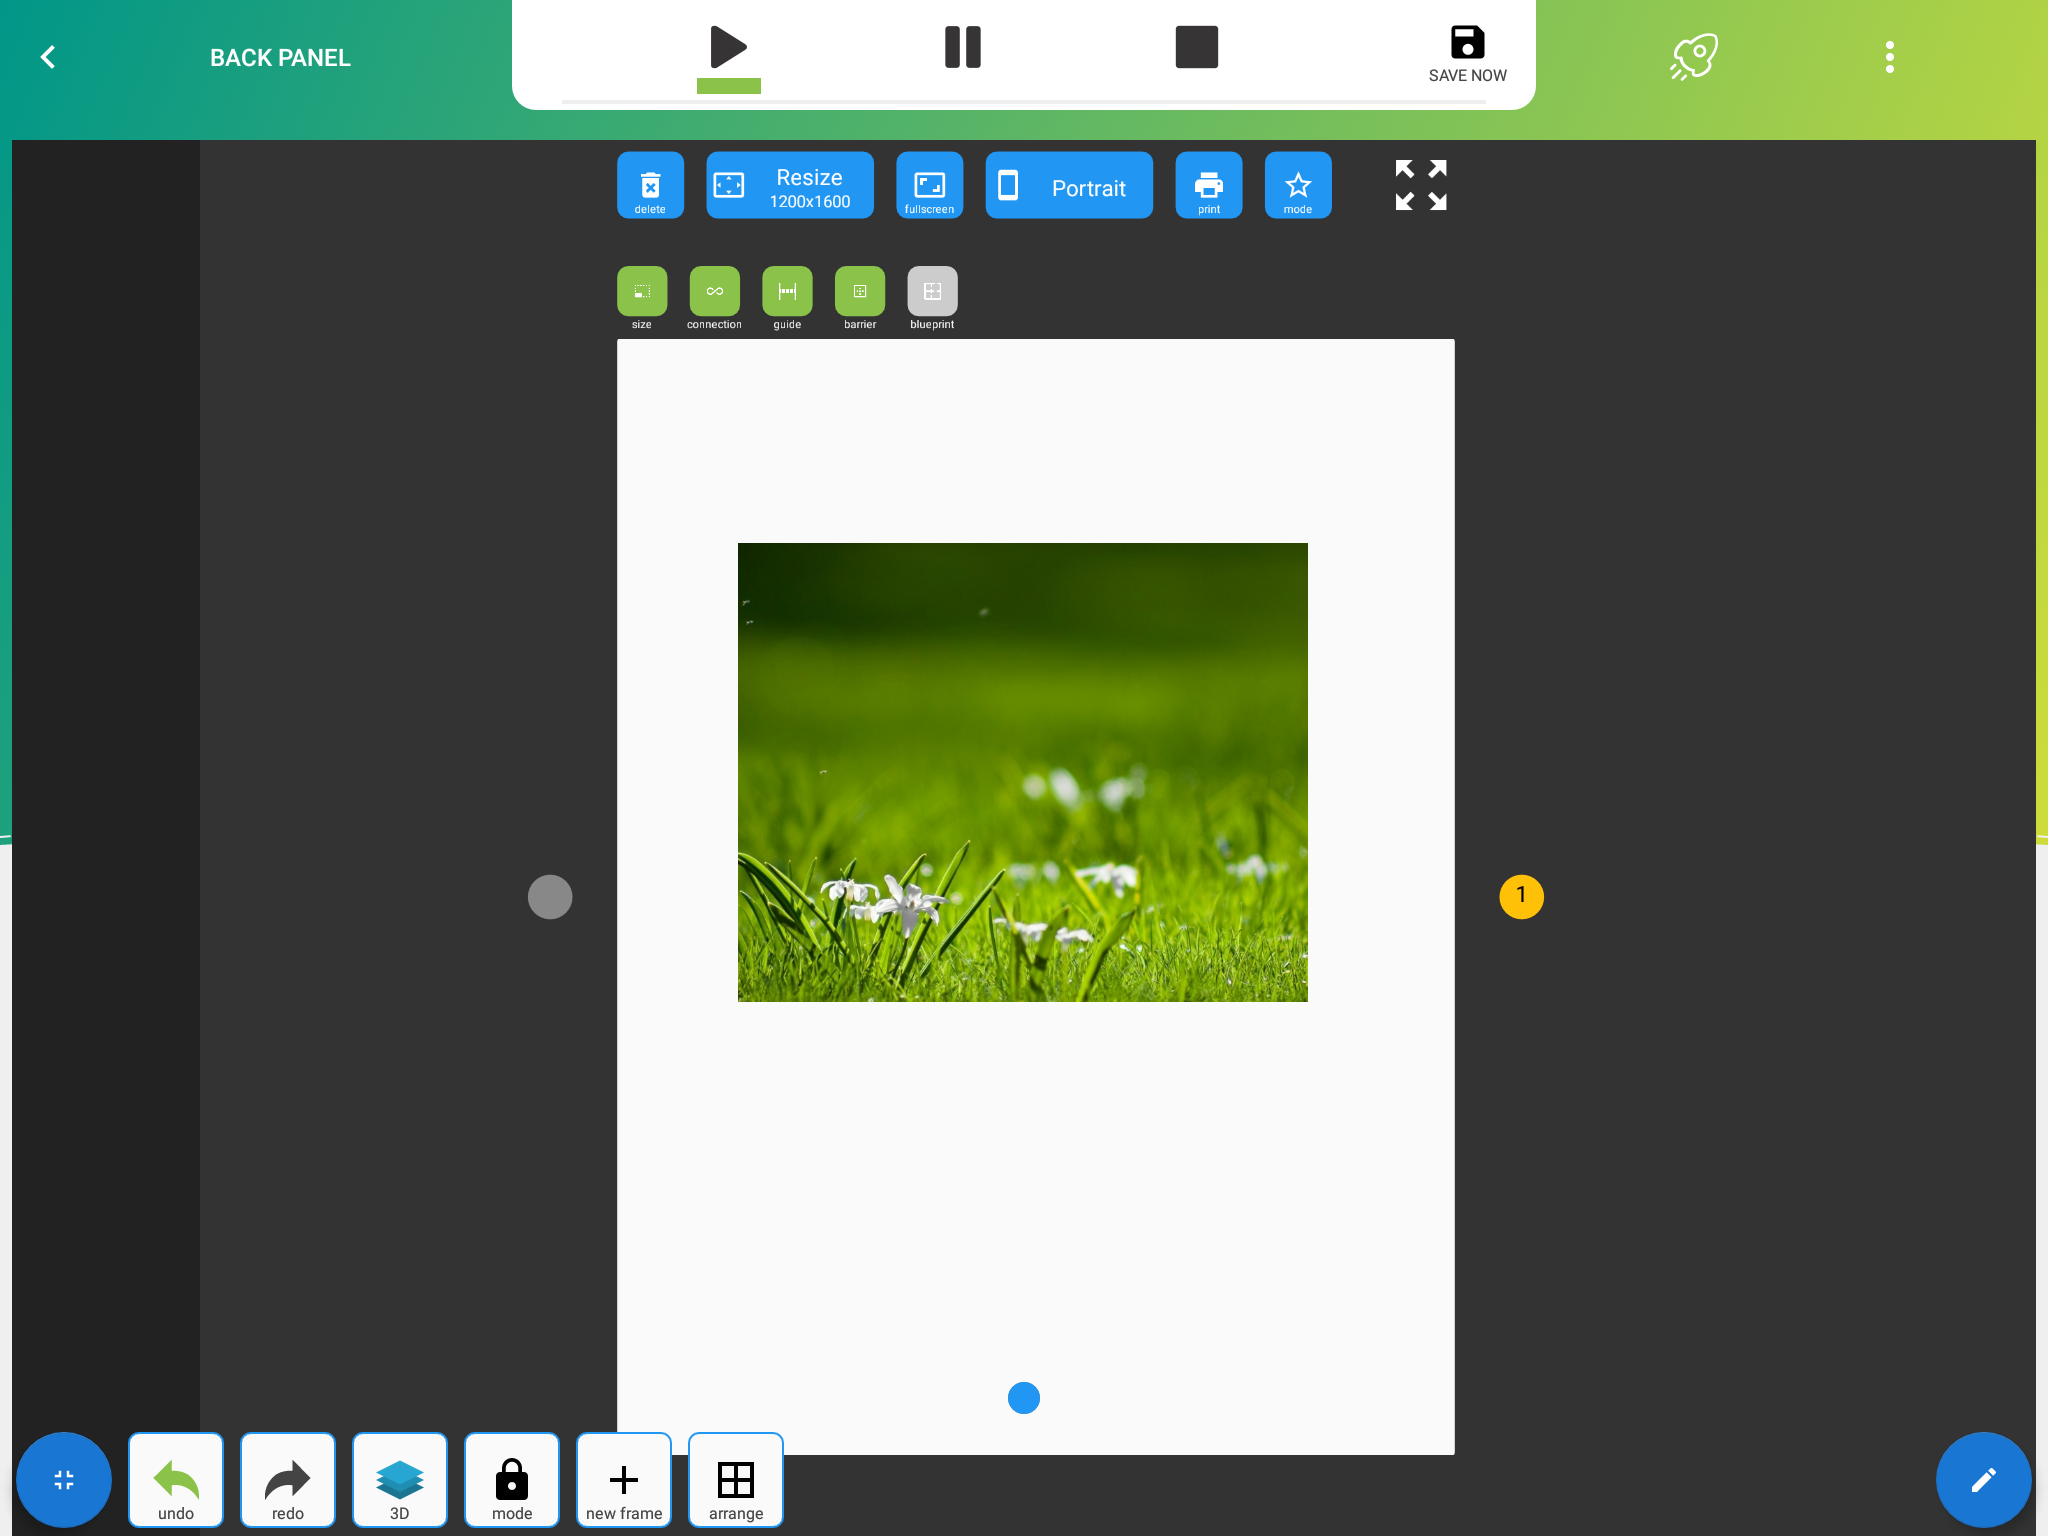 BACK PANEL
SAVE NOW
delete
Resize
1200x1600
fullscreen
Portrait
print
mode
size
connection
guide
barrier
blueprint
1
undo
redo
3D
mode
new frame
arrange